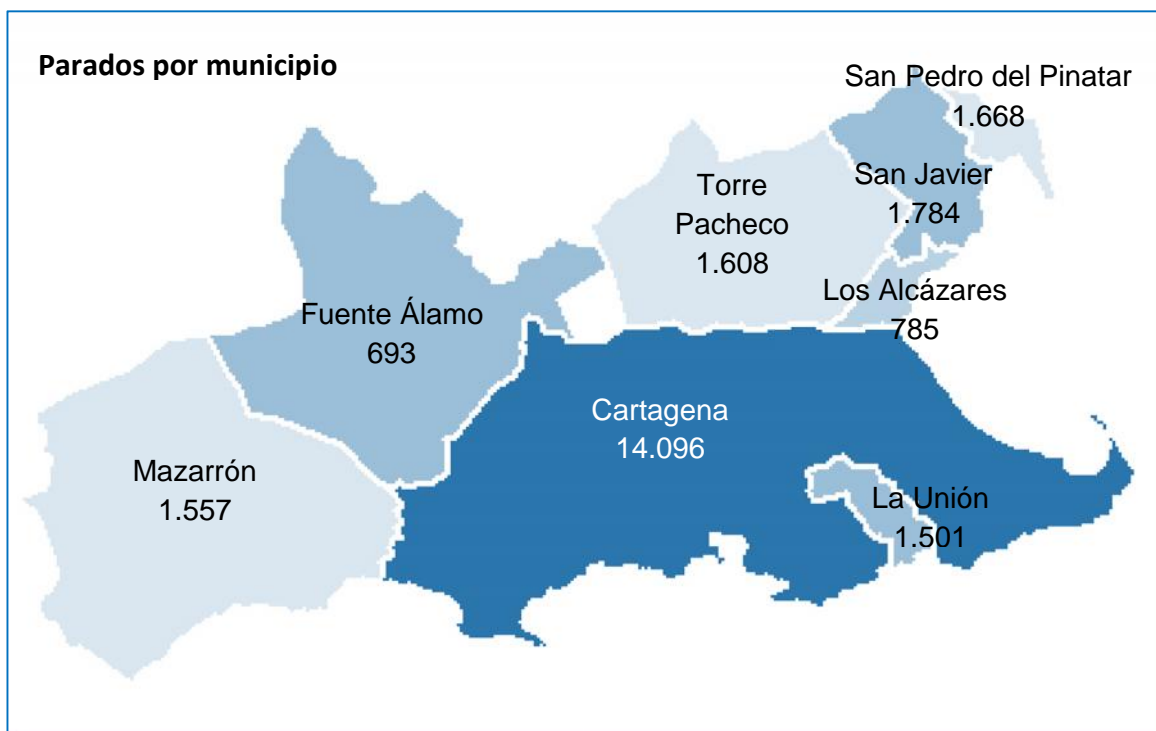 Parados por municipio
San Pedro del Pinatar
1.668
San Javier
1.784
Torre
Pacheco
1.608
Los Alcázares
785
Fuente Álamo
693
Cartagena
14.096
Mazarrón
1.557
La Unión
1.501